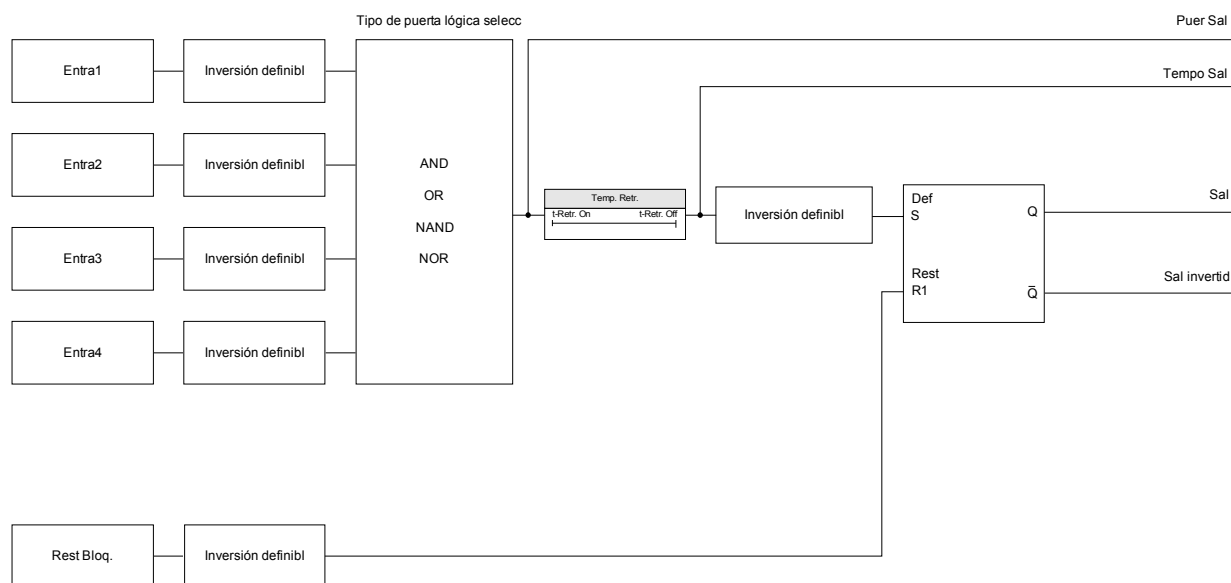 Tipo de puerta lógica selecc
Puer Sal
Entra1
Inversión definibl
Tempo Sal
Entra2
Inversión definibl
AND
OR
NAND
NOR
Temp. Retr.
t-Retr. On
t-Retr. Off
Inversión definibl
Def
S
Q
Sal
Entra3
Inversión definibl
Rest
R1
Q̅
Sal invertid
Entra4
Inversión definibl
Rest Bloq.
Inversión definibl